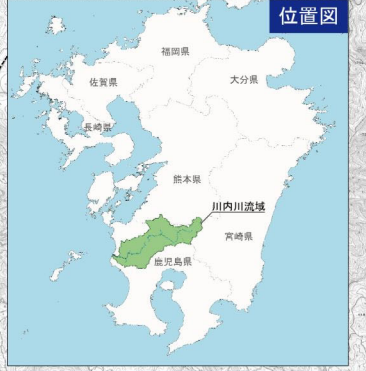 位置図
福岡県
佐賀県
大分県
長崎県
熊本県
川内川流域
宮崎県
鹿児島県